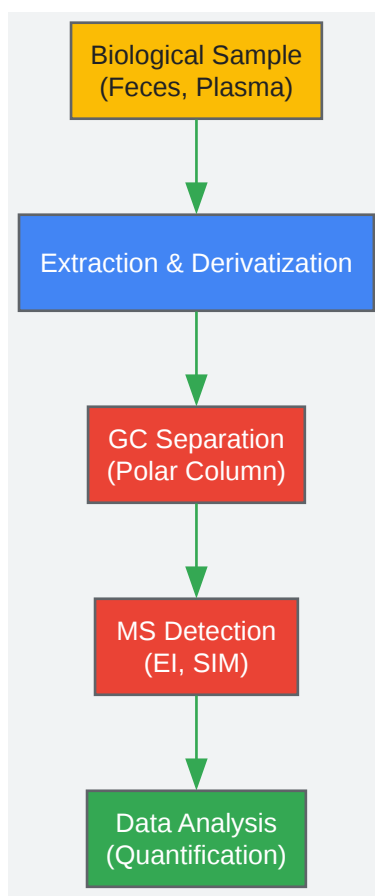 Biological Sample
(Feces, Plasma)
Extraction & Derivatization
GC Separation
(Polar Column)
MS Detection
(EI, SIM)
Data Analysis
(Quantification)